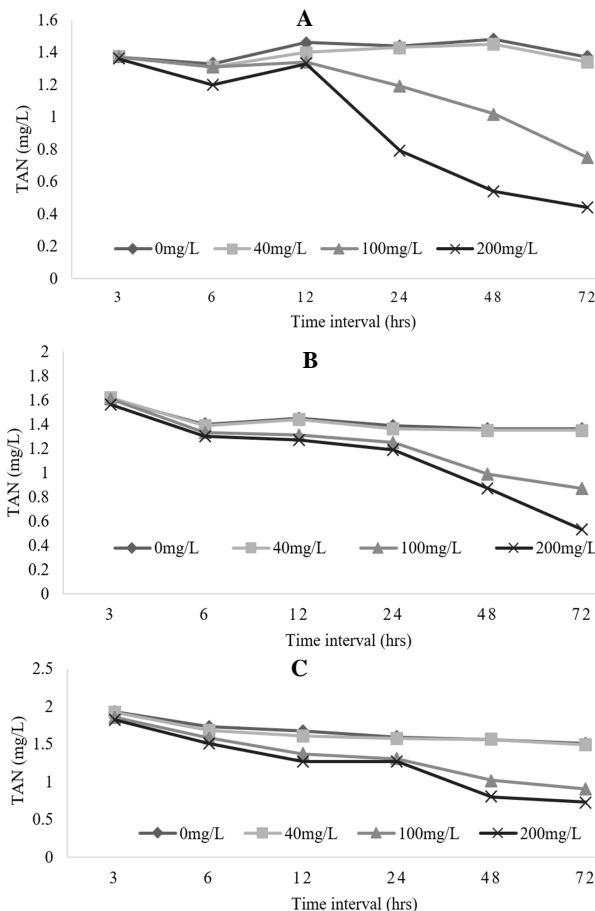 A
1.6
1.4
1.2
1
0.8
0.6
0.4
0.2
0
TAN (mg/L)
0mg/L 40mg/L 100mg/L 200mg/L
3 6 12 24 48 72
Time interval (hrs)
B
2
1.8
1.6
1.4
1.2
1
0.8
0.6
0.4
0.2
0
TAN (mg/L)
0mg/L 40mg/L 100mg/L 200mg/L
3 6 12 24 48 72
Time interval (hrs)
C
2.5
2
1.5
1
0.5
0
TAN (mg/L)
0mg/L 40mg/L 100mg/L 200mg/L
3 6 12 24 48 72
Time interval (hrs)